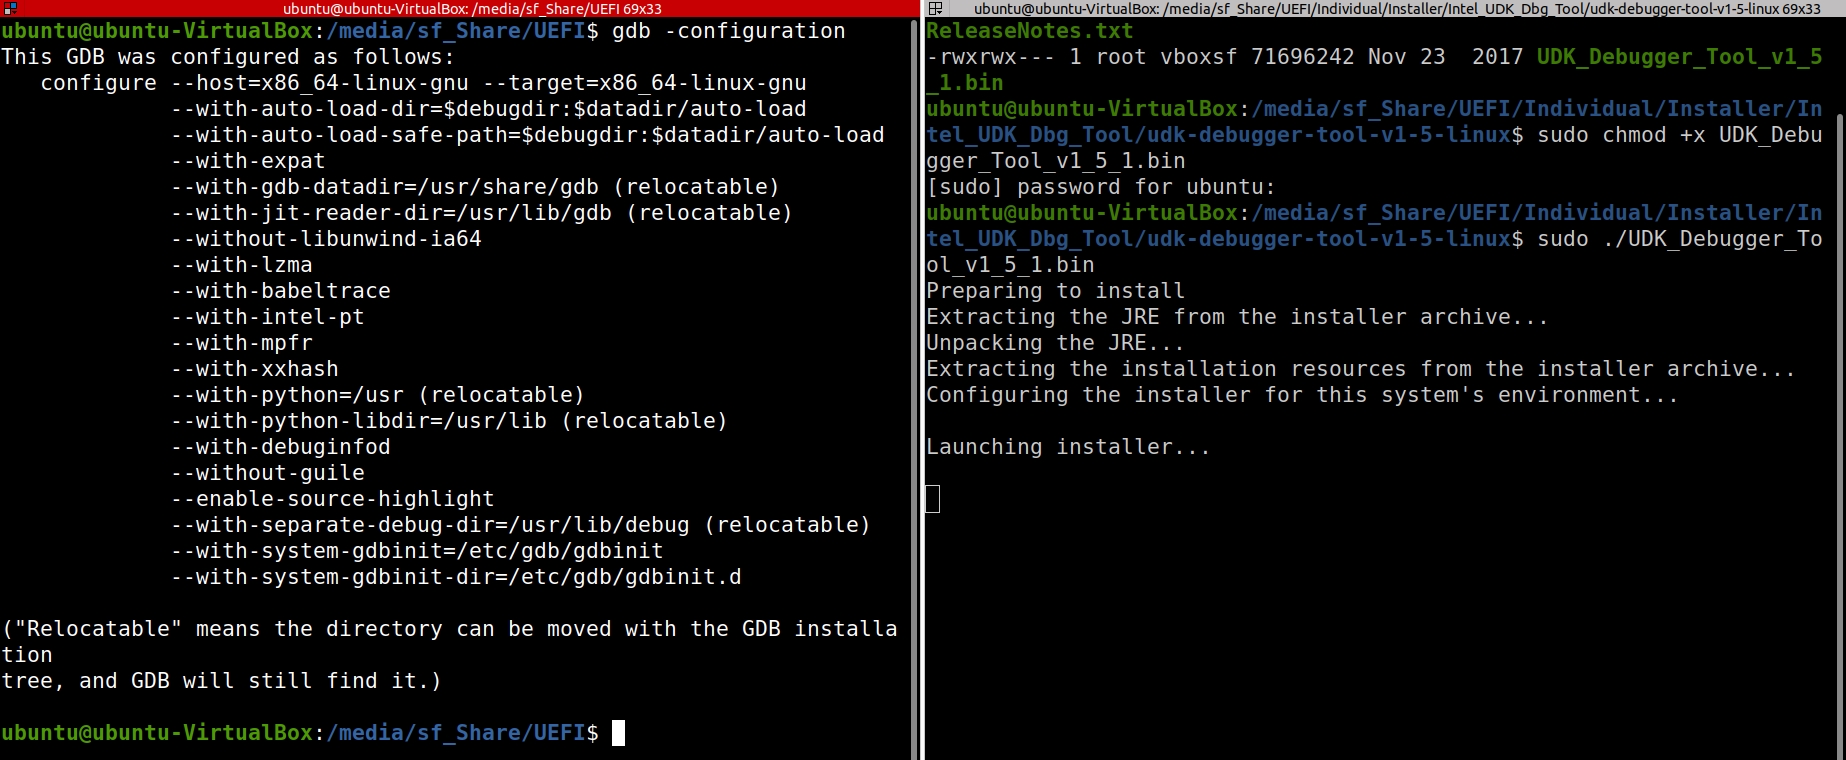 ubuntu@ubuntu-VirtualBox: /media/sf_Share/UEFI 69x33
ubuntu@ubuntu-VirtualBox:/media/sf_Share/UEFI$ gdb -configuration
This GDB was configured as follows:
   configure --host=x86_64-linux-gnu --target=x86_64-linux-gnu
             --with-auto-load-dir=$debugdir:$datadir/auto-load
             --with-auto-load-safe-path=$debugdir:$datadir/auto-load
             --with-expat
             --with-gdb-datadir=/usr/share/gdb (relocatable)
             --with-jit-reader-dir=/usr/lib/gdb (relocatable)
             --without-libunwind-ia64
             --with-lzma
             --with-babeltrace
             --with-intel-pt
             --with-mpfr
             --with-xxhash
             --with-python=/usr (relocatable)
             --with-python-libdir=/usr/lib (relocatable)
             --with-debuginfod
             --without-guile
             --enable-source-highlight
             --with-separate-debug-dir=/usr/lib/debug (relocatable)
             --with-system-gdbinit=/etc/gdb/gdbinit
             --with-system-gdbinit-dir=/etc/gdb/gdbinit.d
("Relocatable" means the directory can be moved with the GDB installa
tion
tree, and GDB will still find it.)
ubuntu@ubuntu-VirtualBox:/media/sf_Share/UEFI$
ubuntu@ubuntu-VirtualBox: /media/sf_Share/UEFI/Individual/Installer/Intel_UDK_Dbg_Tool/udk-debugger-tool-v1-5-linux 69x33
ReleaseNotes.txt
-rwxrwx--- 1 root vboxsf 71696242 Nov 23  2017 UDK_Debugger_Tool_v1_5
_1.bin
ubuntu@ubuntu-VirtualBox:/media/sf_Share/UEFI/Individual/Installer/In
tel_UDK_Dbg_Tool/udk-debugger-tool-v1-5-linux$ sudo chmod +x UDK_Debu
gger_Tool_v1_5_1.bin
[sudo] password for ubuntu:
ubuntu@ubuntu-VirtualBox:/media/sf_Share/UEFI/Individual/Installer/In
tel_UDK_Dbg_Tool/udk-debugger-tool-v1-5-linux$ sudo ./UDK_Debugger_To
ol_v1_5_1.bin
Preparing to install
Extracting the JRE from the installer archive...
Unpacking the JRE...
Extracting the installation resources from the installer archive...
Configuring the installer for this system's environment...
Launching installer...